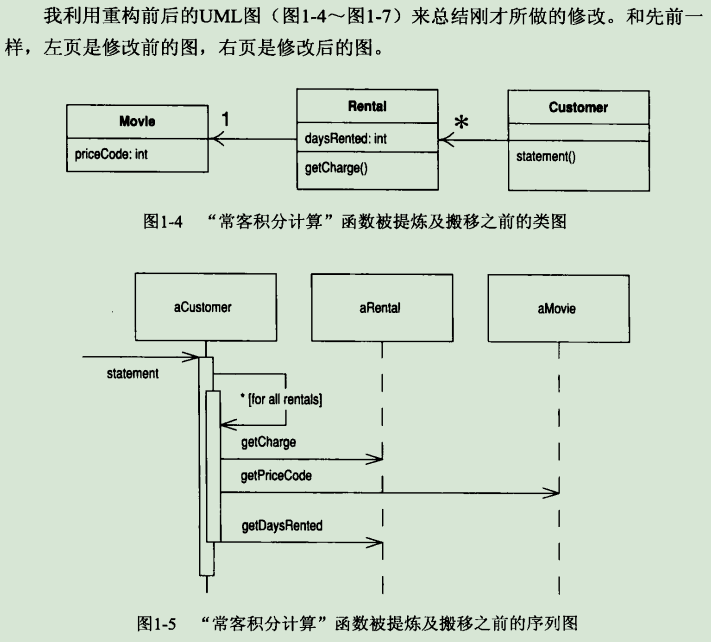 我利用重构前后的UML图（图1-4～图1-7）来总结刚才所做的修改。和先前一
样，左页是修改前的图，右页是修改后的图。
Movie
priceCode: int
1
Rental
daysRented: int
getCharge()
*
Customer
statement()
图1-4 “常客积分计算”函数被提炼及搬移之前的类图
aCustomer
aRental
aMovie
statement
* [for all rentals]
getCharge
getPriceCode
getDaysRented
图1-5 “常客积分计算”函数被提炼及搬移之前的序列图